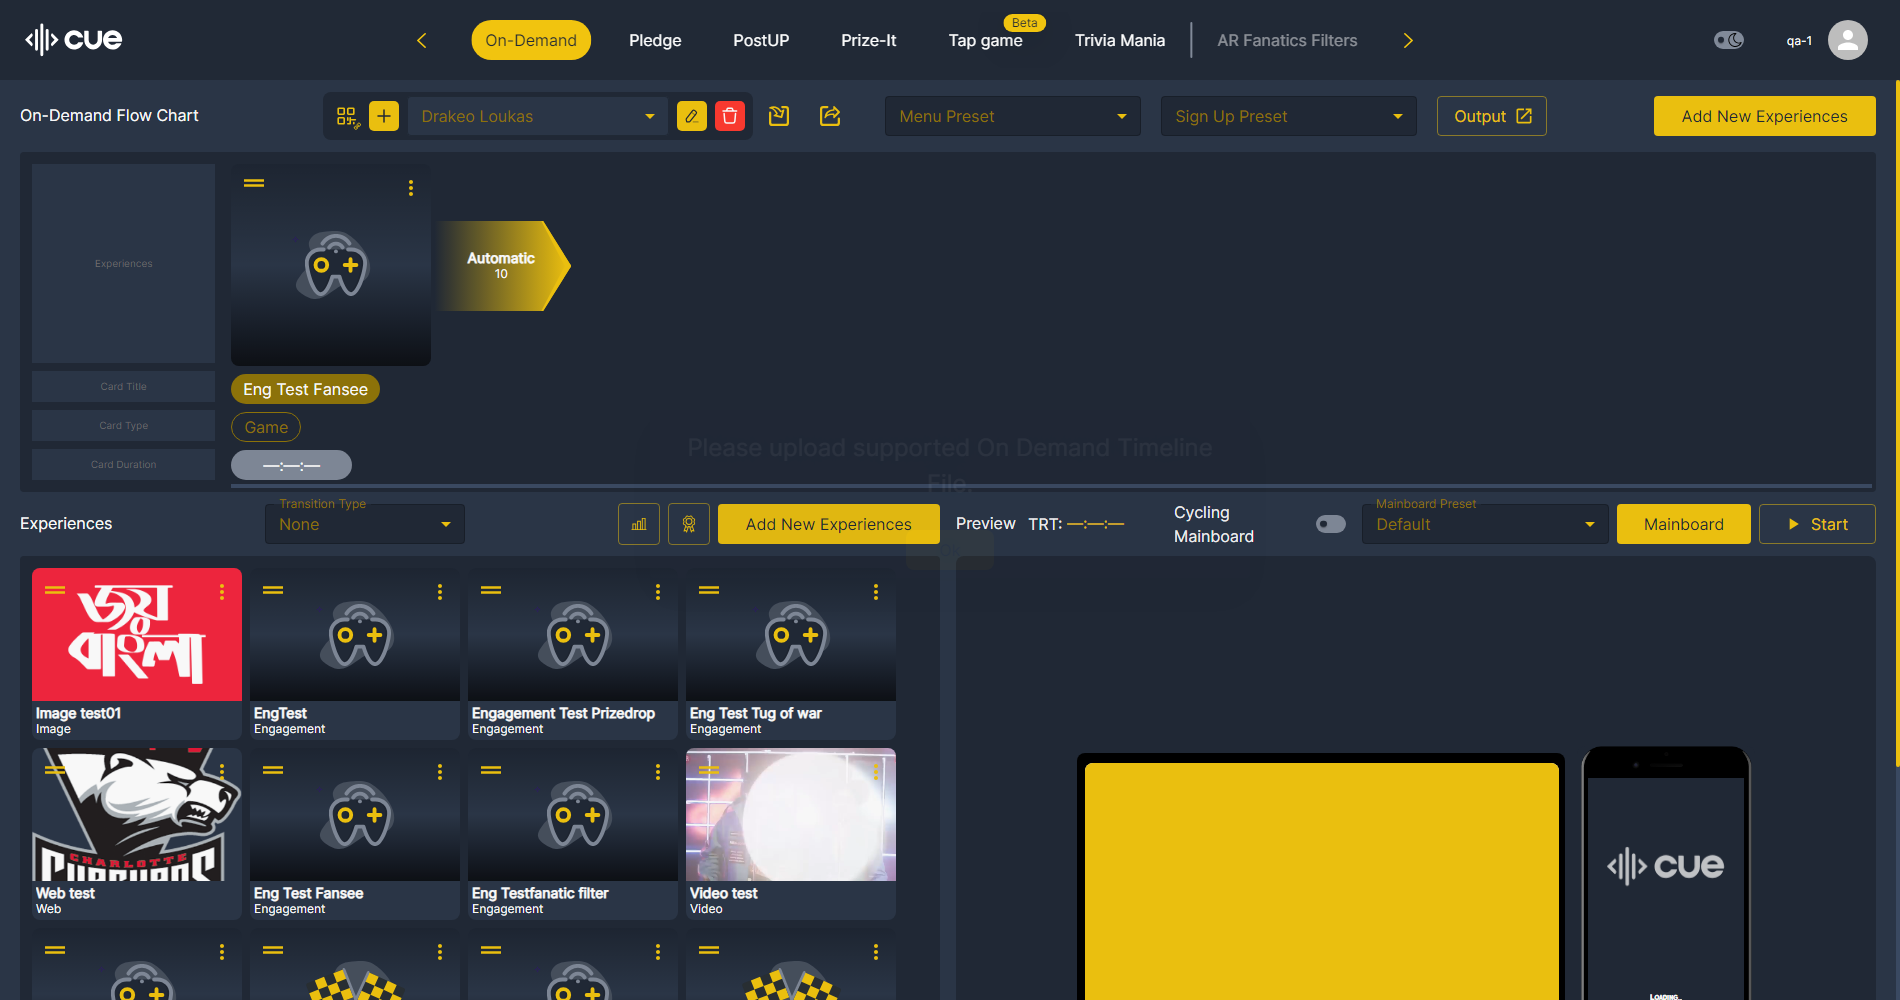 cue
On-Demand
Pledge
PostUP
Prize-It
Tap game
Beta
Trivia Mania
AR Fanatics Filters
qa-1
On-Demand Flow Chart
Drakeo Loukas
Menu Preset
Sign Up Preset
Output
Add New Experiences
Experiences
Automatic
10
Card Title
Eng Test Fansee
Card Type
Game
Card Duration
—:—:—
Please upload supported On Demand Timeline
File.
Experiences
Transition Type
None
Add New Experiences
Preview
TRT: —:—:—
Cycling
Mainboard
Mainboard Preset
Default
Mainboard
Start
জয়
বাংলা
Image test01
Image
EngTest
Engagement
Engagement Test Prizedrop
Engagement
Eng Test Tug of war
Engagement
CHARLOTTE
Web test
Web
Eng Test Fansee
Engagement
Eng Testfanatic filter
Engagement
Video test
Video
cue
LOADING..